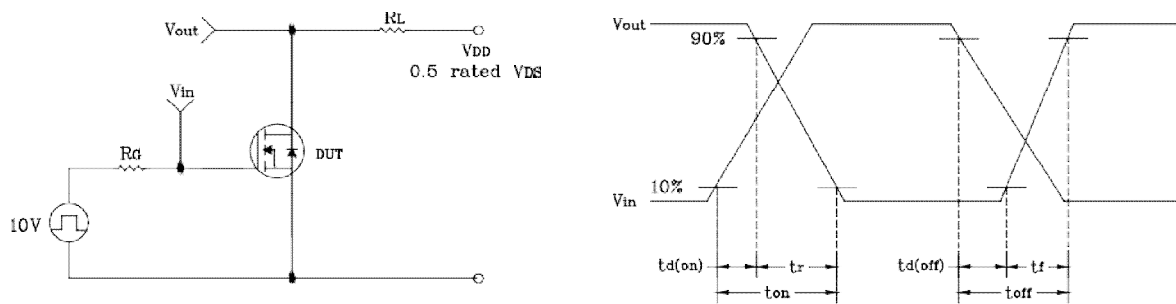 Vout
RL
VDD
0.5 rated VDS
Vin
RG
DUT
10V
Vout
90%
10%
Vin
td(on)
tr
td(off)
tf
ton
toff